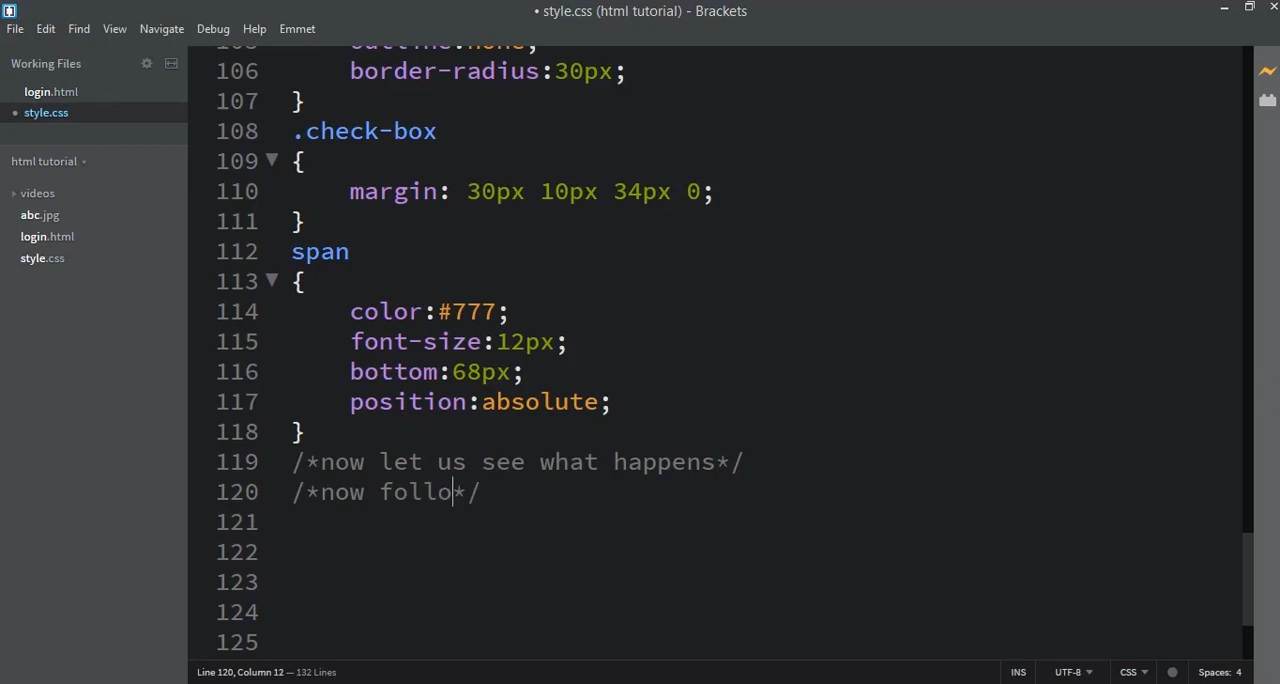 • style.css (html tutorial) - Brackets
File Edit Find View Navigate Debug Help Emmet
Working Files
login.html
• style.css
html tutorial
videos
abc.jpg
login.html
style.css
106 border-radius:30px;
107 }
108 .check-box
109 {
110 margin: 30px 10px 34px 0;
111 }
112 span
113 {
114 color:#777;
115 font-size:12px;
116 bottom:68px;
117 position:absolute;
118 }
119 /*now let us see what happens*/
120 /*now follo*/
121
122
123
124
125
Line 120, Column 12 — 132 Lines
INS UTF-8 CSS Spaces: 4